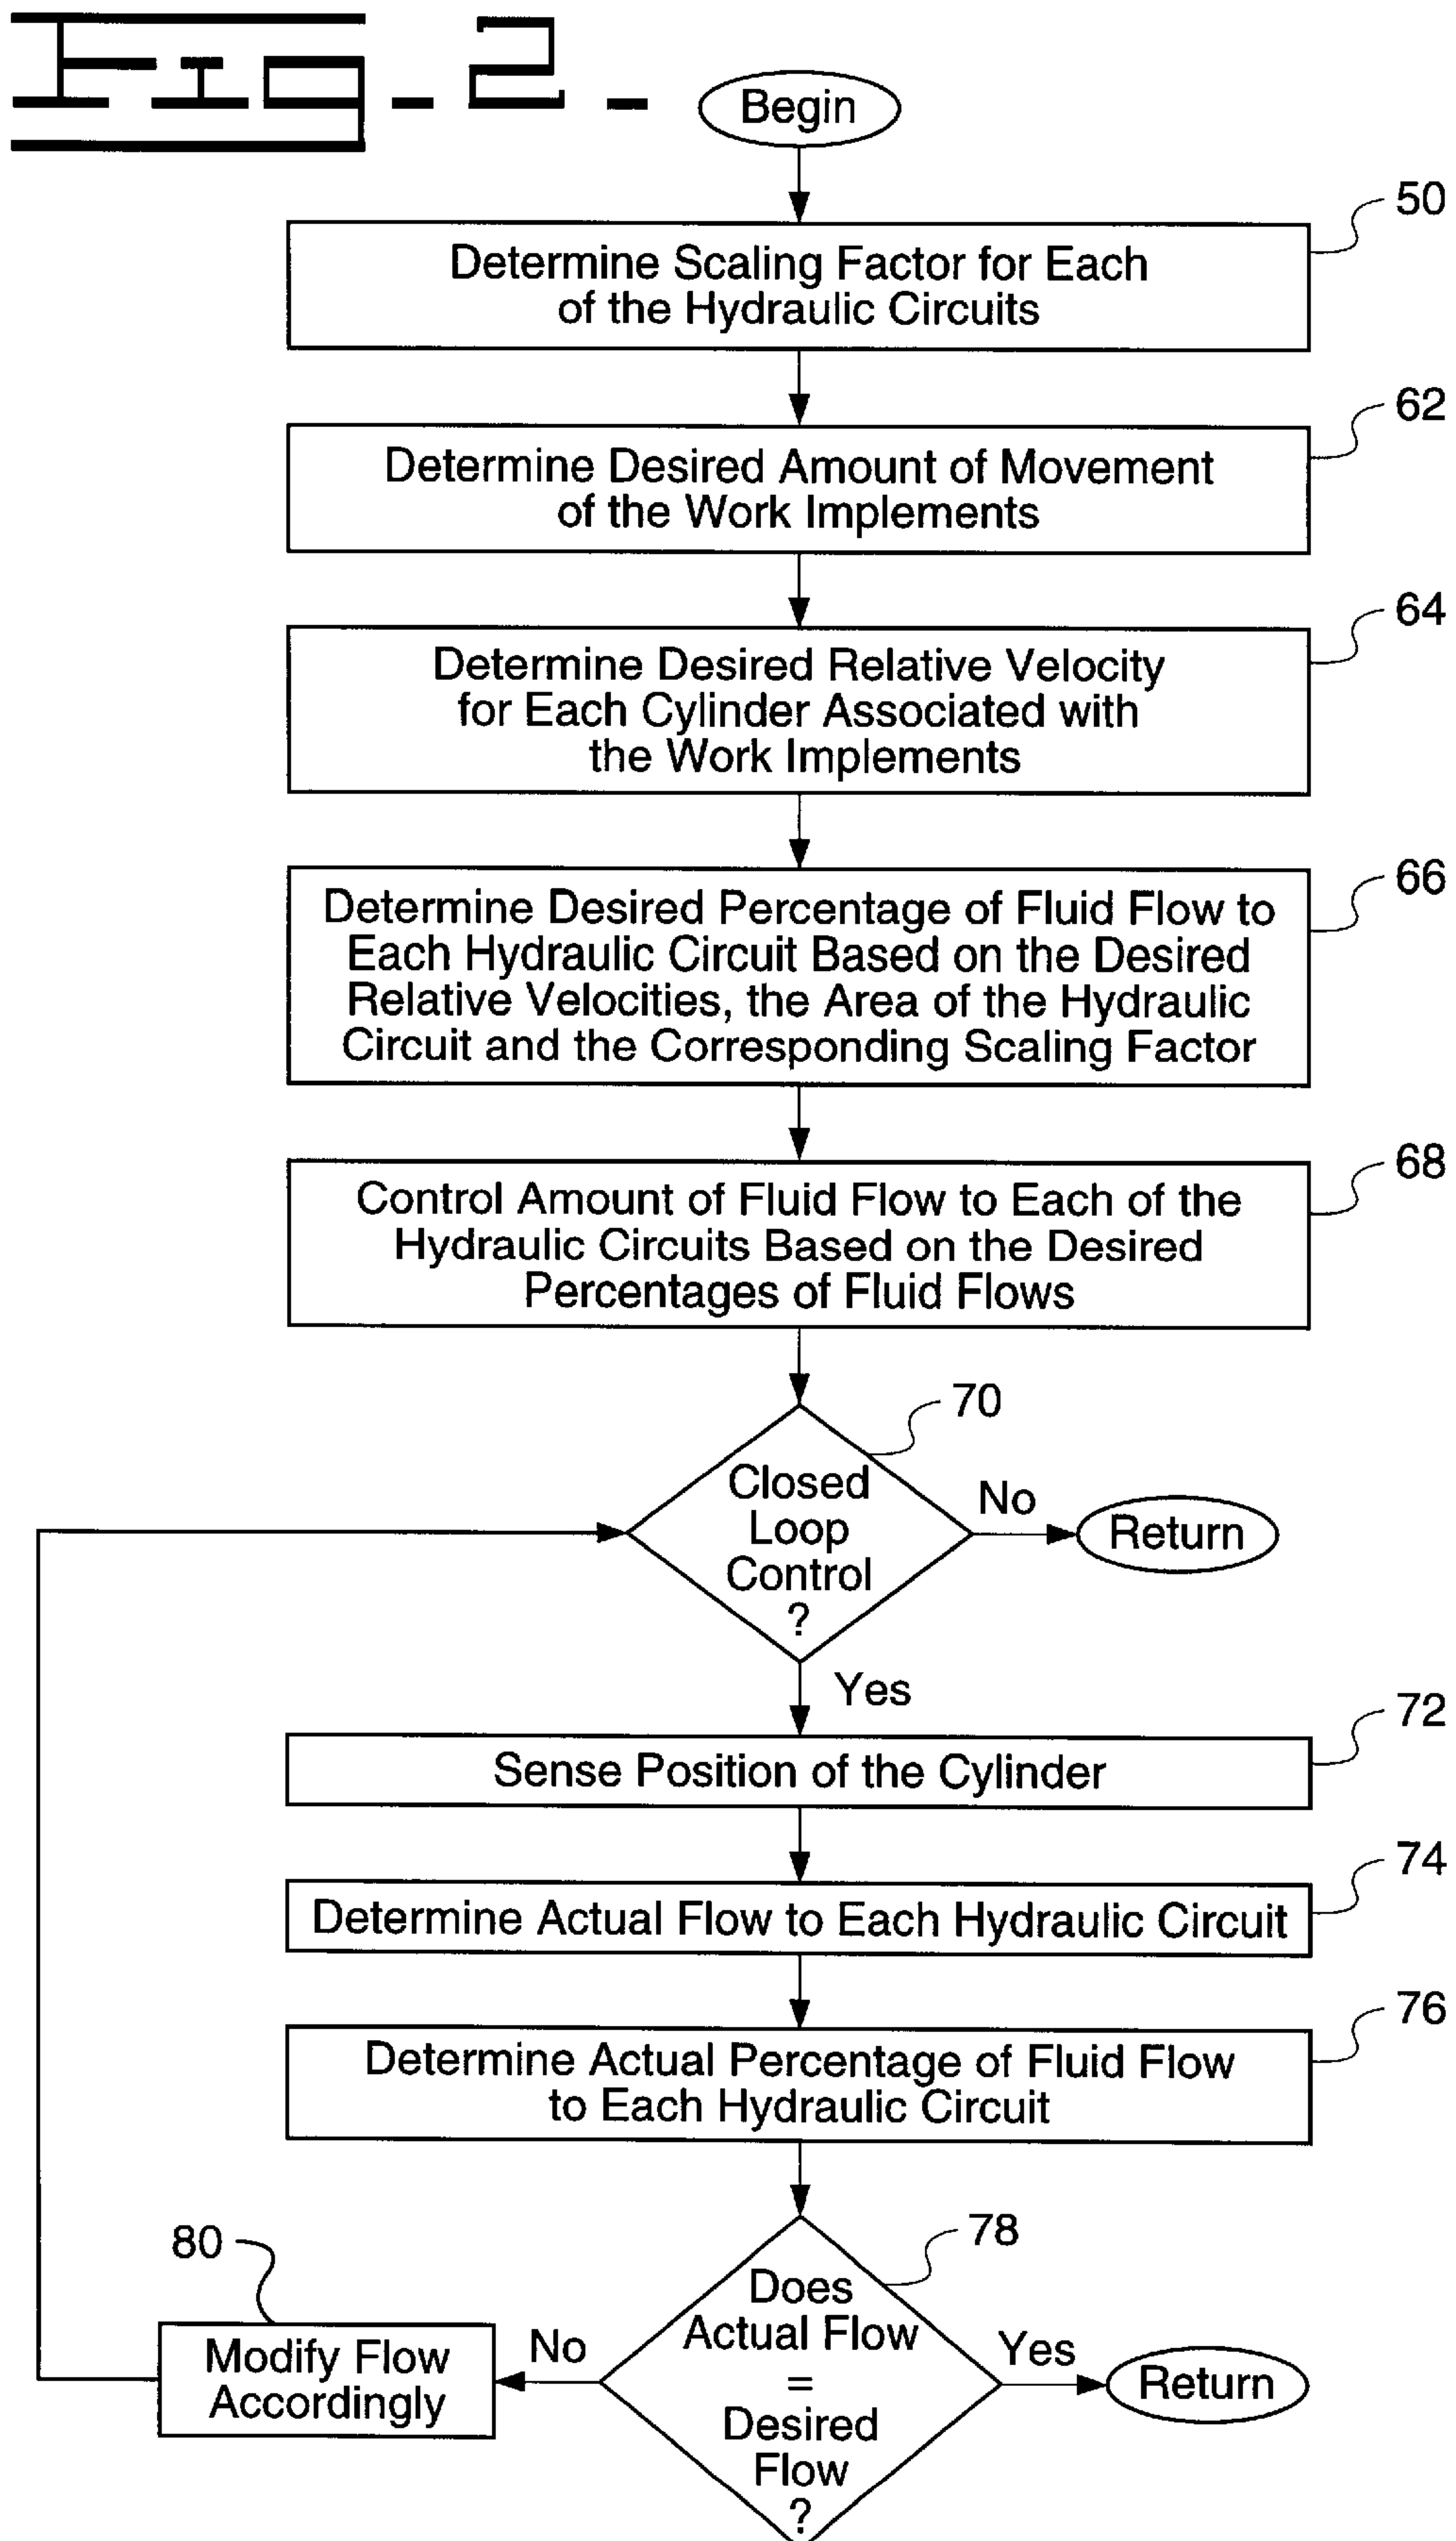 Fig-2-
Begin
50
Determine Scaling Factor for Each
of the Hydraulic Circuits
62
Determine Desired Amount of Movement
of the Work Implements
64
Determine Desired Relative Velocity
for Each Cylinder Associated with
the Work Implements
66
Determine Desired Percentage of Fluid Flow to
Each Hydraulic Circuit Based on the Desired
Relative Velocities, the Area of the Hydraulic
Circuit and the Corresponding Scaling Factor
68
Control Amount of Fluid Flow to Each of the
Hydraulic Circuits Based on the Desired
Percentages of Fluid Flows
70
Closed
Loop
Control
?
No
Return
Yes
72
Sense Position of the Cylinder
74
Determine Actual Flow to Each Hydraulic Circuit
76
Determine Actual Percentage of Fluid Flow
to Each Hydraulic Circuit
78
Does
Actual Flow
=
Desired
Flow
?
Yes
Return
No
80
Modify Flow
Accordingly